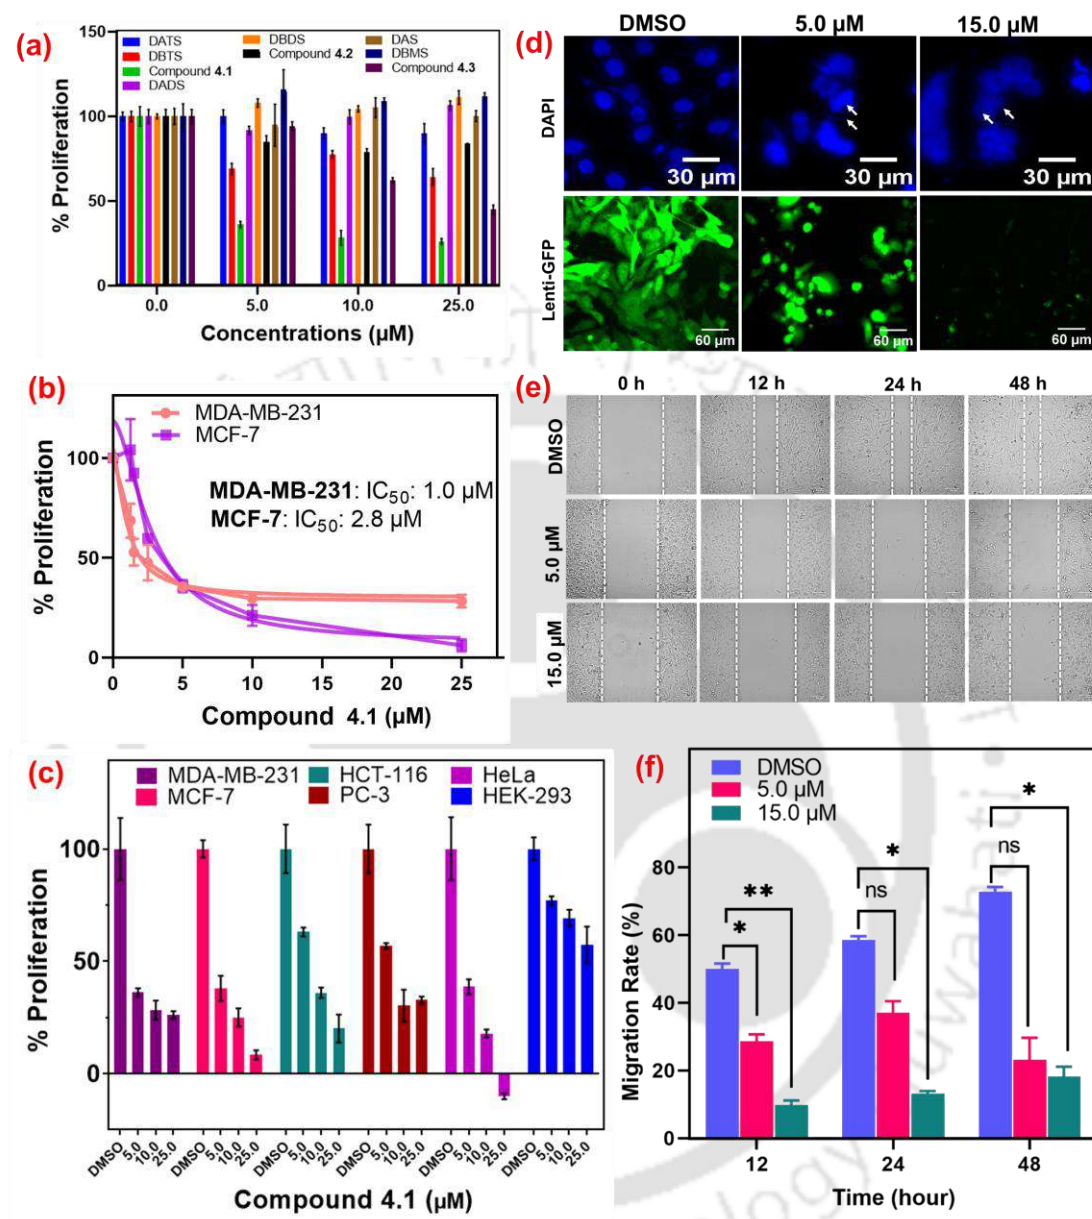 (a)
150
100
50
0
% Proliferation
DATS
DBTS
Compound 4.1
DADS
DBDS
Compound 4.2
DAS
DBMS
Compound 4.3
0.0 5.0 10.0 25.0
Concentrations (µM)
(d)
DMSO 5.0 µM 15.0 µM
DAPI
30 µm 30 µm 30 µm
Lenti-GFP
60 µm 60 µm 60 µm
(b)
MDA-MB-231
MCF-7
MDA-MB-231: IC50: 1.0 µM
MCF-7: IC50: 2.8 µM
100
50
0
% Proliferation
0 5 10 15 20 25
Compound 4.1 (µM)
(e)
0 h 12 h 24 h 48 h
DMSO
5.0 µM
15.0 µM
(c)
MDA-MB-231
MCF-7
HCT-116
PC-3
HeLa
HEK-293
100
50
0
% Proliferation
DMSO 5.0 10.0 25.0 DMSO 5.0 10.0 25.0 DMSO 5.0 10.0 25.0 DMSO 5.0 10.0 25.0 DMSO 5.0 10.0 25.0 DMSO 5.0 10.0 25.0
Compound 4.1 (µM)
(f)
DMSO
5.0 µM
15.0 µM
80
60
40
20
0
Migration Rate (%)
* ** ns * ns *
12 24 48
Time (hour)